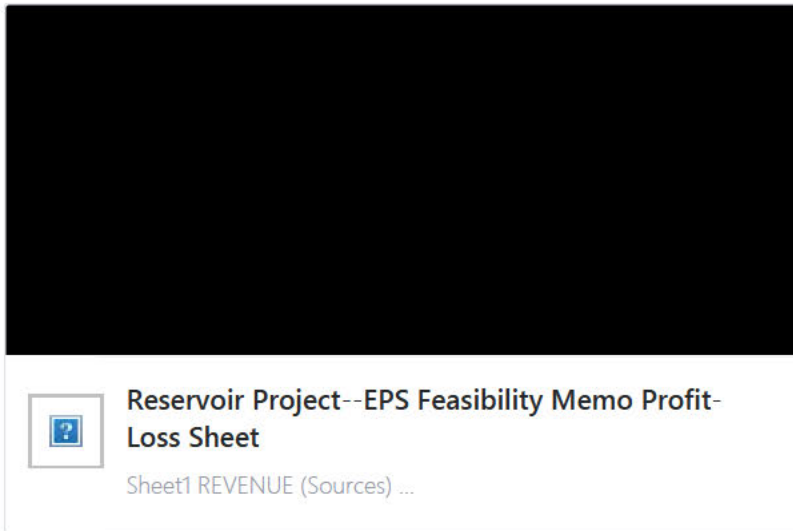 Reservoir Project--EPS Feasibility Memo Profit-
Loss Sheet
?
Sheet1 REVENUE (Sources) ...